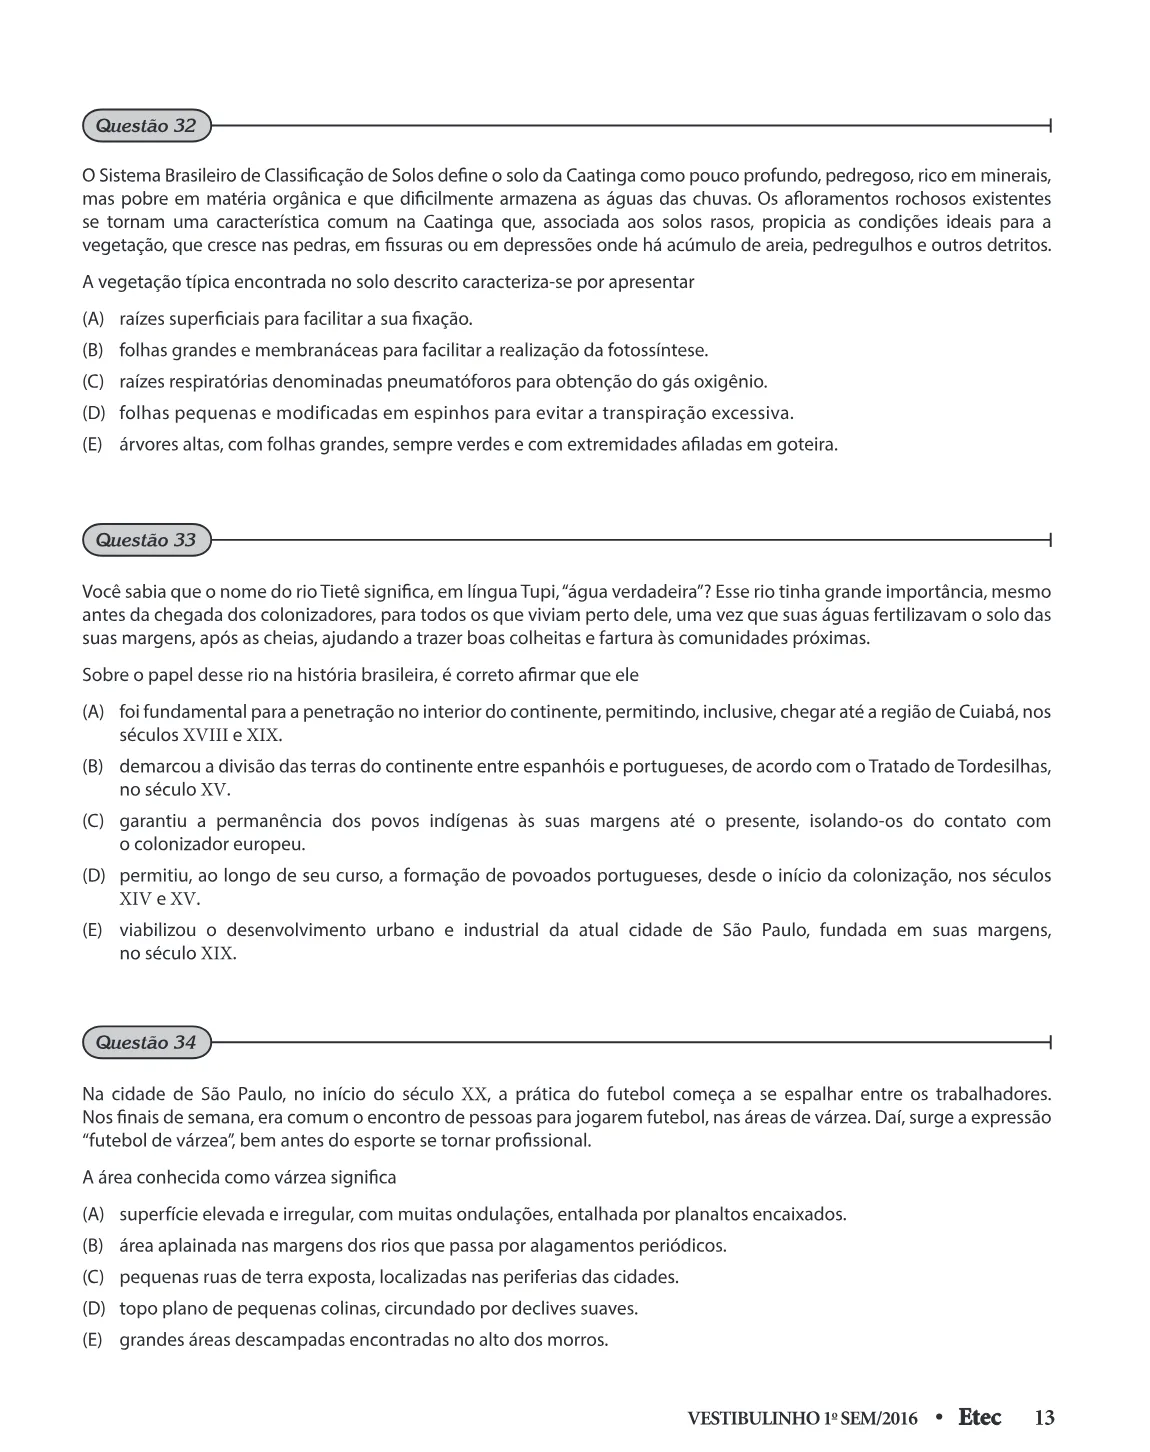 Questão 32
O Sistema Brasileiro de Classificação de Solos define o solo da Caatinga como pouco profundo, pedregoso, rico em minerais,
mas pobre em matéria orgânica e que dificilmente armazena as águas das chuvas. Os afloramentos rochosos existentes
se tornam uma característica comum na Caatinga que, associada aos solos rasos, propicia as condições ideais para a
vegetação, que cresce nas pedras, em fissuras ou em depressões onde há acúmulo de areia, pedregulhos e outros detritos.
A vegetação típica encontrada no solo descrito caracteriza-se por apresentar
(A) raízes superficiais para facilitar a sua fixação.
(B) folhas grandes e membranáceas para facilitar a realização da fotossíntese.
(C) raízes respiratórias denominadas pneumatóforos para obtenção do gás oxigênio.
(D) folhas pequenas e modificadas em espinhos para evitar a transpiração excessiva.
(E) árvores altas, com folhas grandes, sempre verdes e com extremidades afiladas em goteira.
Questão 33
Você sabia que o nome do rio Tietê significa, em língua Tupi, “água verdadeira”? Esse rio tinha grande importância, mesmo
antes da chegada dos colonizadores, para todos os que viviam perto dele, uma vez que suas águas fertilizavam o solo das
suas margens, após as cheias, ajudando a trazer boas colheitas e fartura às comunidades próximas.
Sobre o papel desse rio na história brasileira, é correto afirmar que ele
(A) foi fundamental para a penetração no interior do continente, permitindo, inclusive, chegar até a região de Cuiabá, nos
séculos XVIII e XIX.
(B) demarcou a divisão das terras do continente entre espanhóis e portugueses, de acordo com o Tratado de Tordesilhas,
no século XV.
(C) garantiu a permanência dos povos indígenas às suas margens até o presente, isolando-os do contato com
o colonizador europeu.
(D) permitiu, ao longo de seu curso, a formação de povoados portugueses, desde o início da colonização, nos séculos
XIV e XV.
(E) viabilizou o desenvolvimento urbano e industrial da atual cidade de São Paulo, fundada em suas margens,
no século XIX.
Questão 34
Na cidade de São Paulo, no início do século XX, a prática do futebol começa a se espalhar entre os trabalhadores.
Nos finais de semana, era comum o encontro de pessoas para jogarem futebol, nas áreas de várzea. Daí, surge a expressão
“futebol de várzea”, bem antes do esporte se tornar profissional.
A área conhecida como várzea significa
(A) superfície elevada e irregular, com muitas ondulações, entalhada por planaltos encaixados.
(B) área aplainada nas margens dos rios que passa por alagamentos periódicos.
(C) pequenas ruas de terra exposta, localizadas nas periferias das cidades.
(D) topo plano de pequenas colinas, circundado por declives suaves.
(E) grandes áreas descampadas encontradas no alto dos morros.
VESTIBULINHO 1º SEM/2016 • Etec 13